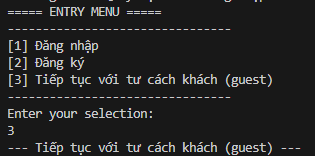 ===== ENTRY MENU =====
--------------------------------
[1] Đăng nhập
[2] Đăng ký
[3] Tiếp tục với tư cách khách (guest)
--------------------------------
Enter your selection:
3
--- Tiếp tục với tư cách khách (guest) ---